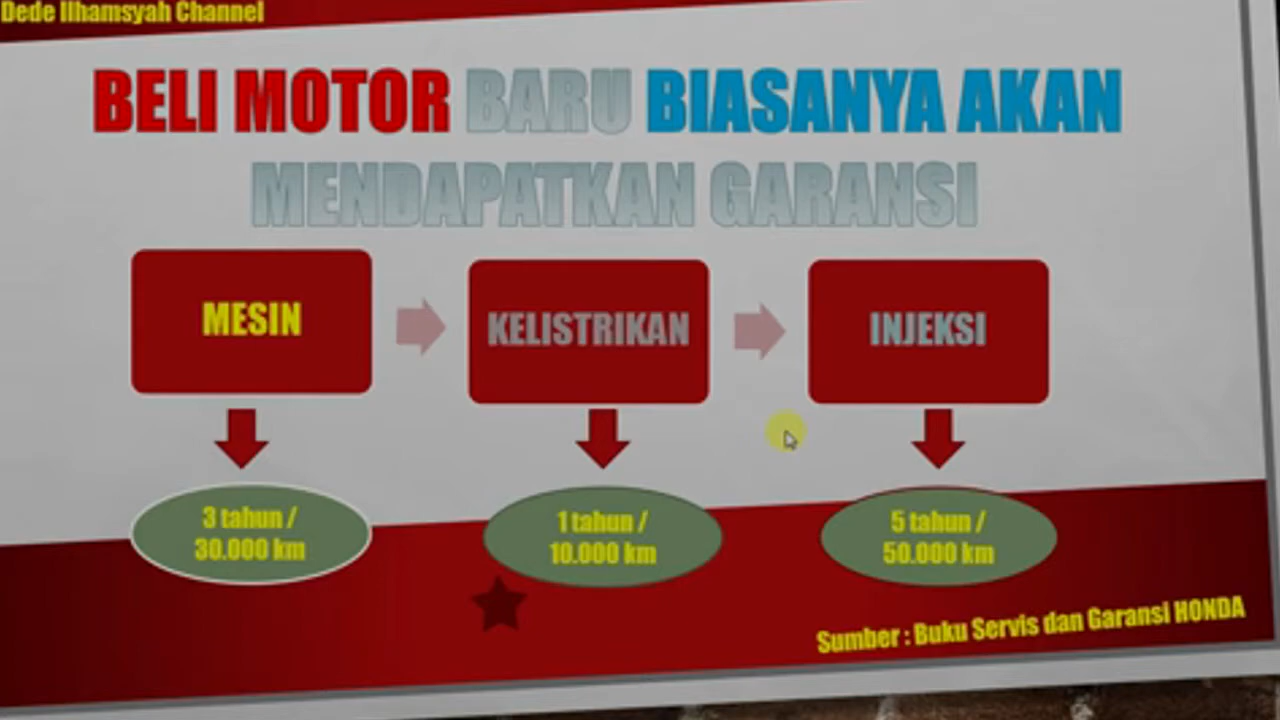 Dede Ilhamsyah Channel
BELI MOTOR BARU BIASANYA AKAN
MENDAPATKAN GARANSI
MESIN
KELISTRIKAN
INJEKSI
3 tahun /
30.000 km
1 tahun /
10.000 km
5 tahun /
50.000 km
Sumber : Buku Servis dan Garansi HONDA